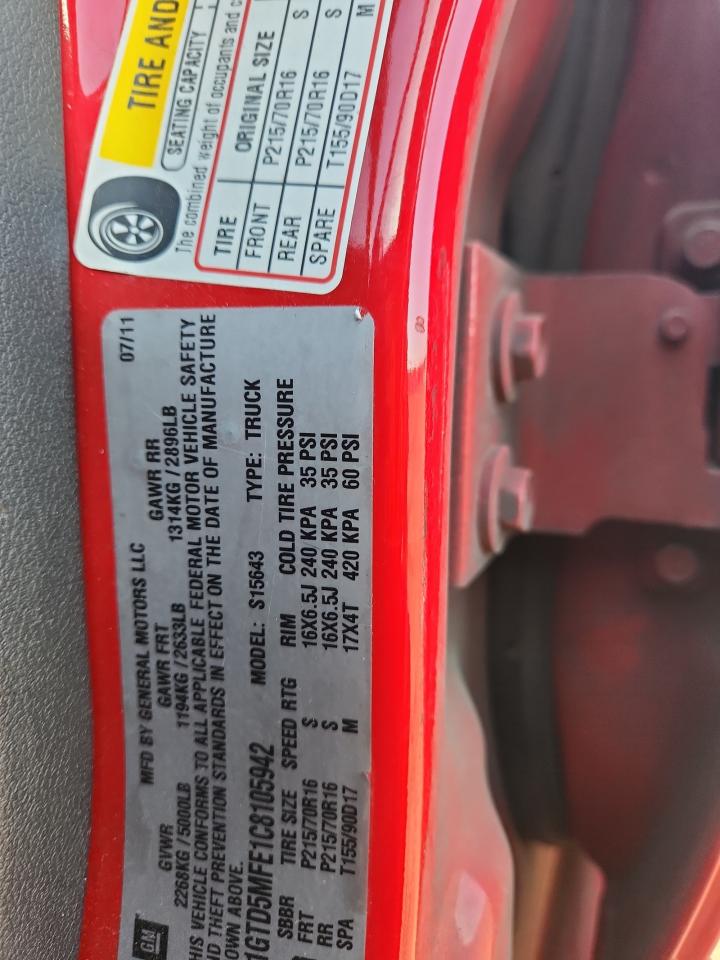 TIRE AND
SEATING CAPACITY
The combined weight of occupants and c
TIRE ORIGINAL SIZE
FRONT P215/70R16 S
REAR P215/70R16 S
SPARE T155/90D17 M
GM MFD BY GENERAL MOTORS LLC 07/11
GVWR GAWR FRT GAWR RR
2268KG / 5000LB 1194KG / 2633LB 1314KG / 2896LB
HIS VEHICLE CONFORMS TO ALL APPLICABLE FEDERAL MOTOR VEHICLE SAFETY
ND THEFT PREVENTION STANDARDS IN EFFECT ON THE DATE OF MANUFACTURE
OWN ABOVE.
1GTD5MFE1C8105942 MODEL: S15643 TYPE: TRUCK
SBBR TIRE SIZE SPEED RTG RIM COLD TIRE PRESSURE
FRT P215/70R16 S 16X6.5J 240 KPA 35 PSI
RR P215/70R16 S 16X6.5J 240 KPA 35 PSI
SPA T155/90D17 M 17X4T 420 KPA 60 PSI